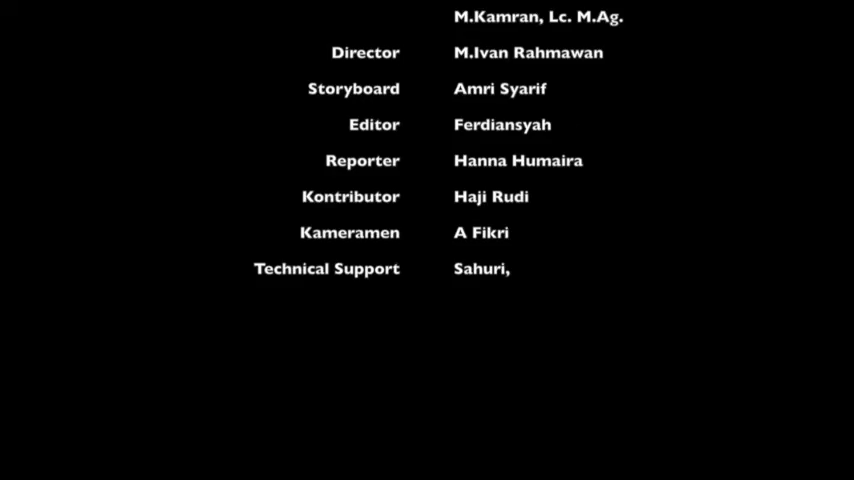 M.Kamran, Lc. M.Ag.
Director M.Ivan Rahmawan
Storyboard Amri Syarif
Editor Ferdiansyah
Reporter Hanna Humaira
Kontributor Haji Rudi
Kameramen A Fikri
Technical Support Sahuri,